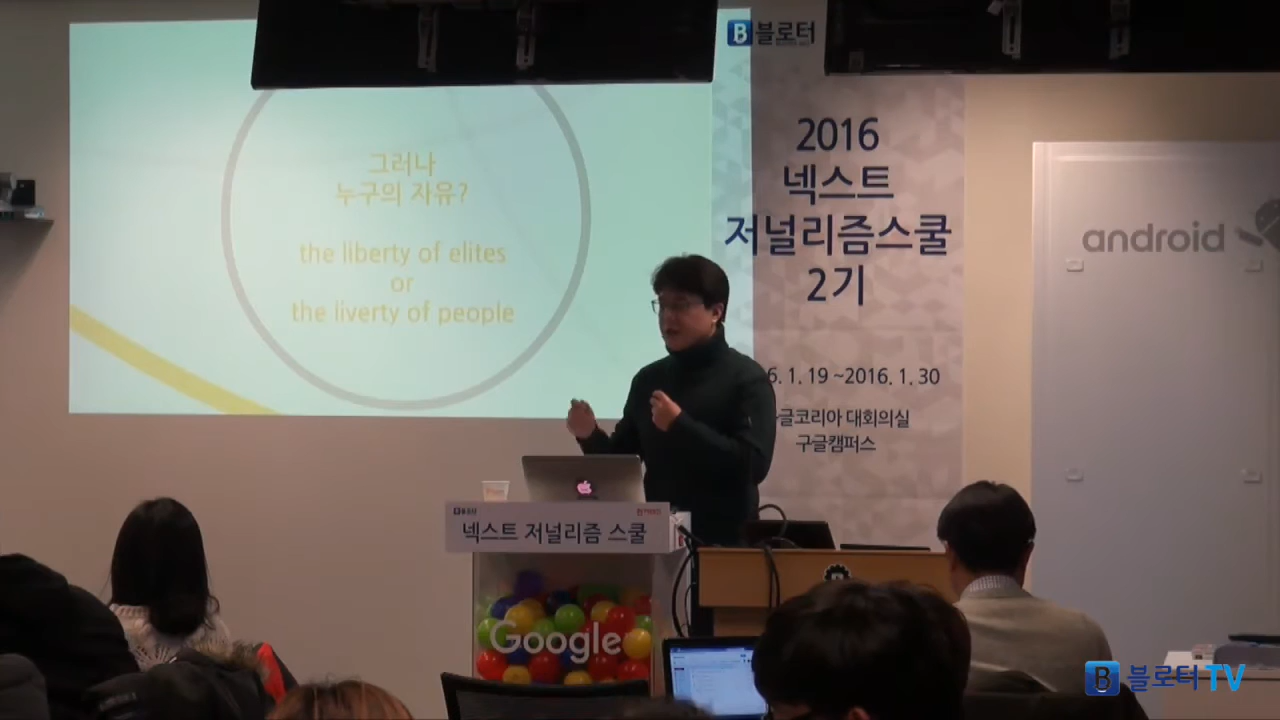 그러나
누구의 자유?
the liberty of elites
or
the liverty of people
B 블로터
2016
넥스트
저널리즘스쿨
2기
6. 1. 19 ~2016. 1. 30
구글코리아 대회의실
구글캠퍼스
android
넥스트 저널리즘 스쿨
Google
B 블로터 TV